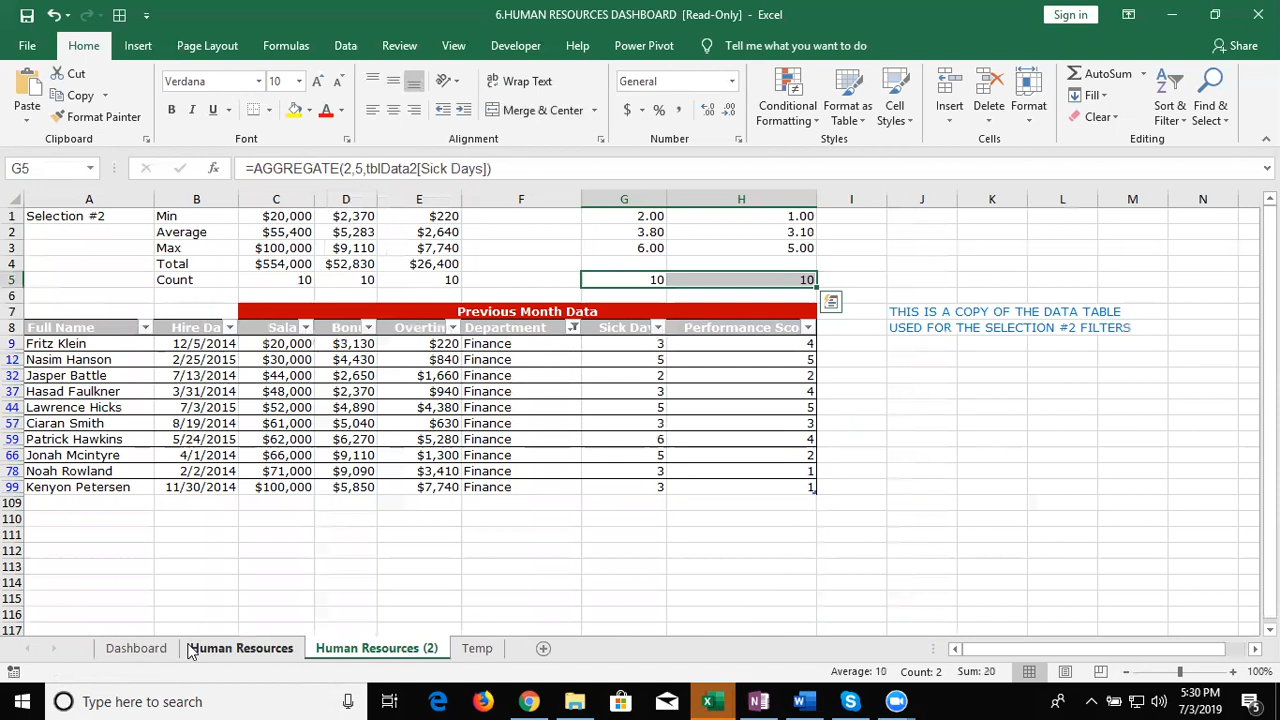 6.HUMAN RESOURCES DASHBOARD [Read-Only] - Excel
Sign in
File Home Insert Page Layout Formulas Data Review View Developer Help Power Pivot Tell me what you want to do Share
Paste Cut Copy Format Painter
Clipboard
Verdana 10
B I U
Font
Wrap Text
Merge & Center
Alignment
General
$ % ,
Number
Conditional Formatting
Format as Table
Cell Styles
Styles
Insert Delete Format
Cells
AutoSum
Fill
Clear
Sort & Filter
Find & Select
Editing
G5 fx =AGGREGATE(2,5,tblData2[Sick Days])
A B C D E F G H I J K L M N
1 Selection #2 Min $20,000 $2,370 $220 2.00 1.00
2 Average $55,400 $5,283 $2,640 3.80 3.10
3 Max $100,000 $9,110 $7,740 6.00 5.00
4 Total $554,000 $52,830 $26,400
5 Count 10 10 10 10 10
6
7 Previous Month Data THIS IS A COPY OF THE DATA TABLE
8 Full Name Hire Da Sala Bon Overtim Department Sick Da Performance Sco USED FOR THE SELECTION #2 FILTERS
9 Fritz Klein 12/5/2014 $20,000 $3,130 $220 Finance 3 4
12 Nasim Hanson 2/25/2015 $30,000 $4,430 $840 Finance 5 5
32 Jasper Battle 7/13/2014 $44,000 $2,650 $1,660 Finance 2 2
37 Hasad Faulkner 3/31/2014 $48,000 $2,370 $940 Finance 3 4
44 Lawrence Hicks 7/3/2015 $52,000 $4,890 $4,380 Finance 5 5
57 Ciaran Smith 8/19/2014 $61,000 $5,040 $630 Finance 3 3
59 Patrick Hawkins 5/24/2015 $62,000 $6,270 $5,280 Finance 6 4
66 Jonah Mcintyre 4/1/2014 $66,000 $9,110 $1,300 Finance 5 2
78 Noah Rowland 2/2/2014 $71,000 $9,090 $3,410 Finance 3 1
99 Kenyon Petersen 11/30/2014 $100,000 $5,850 $7,740 Finance 3 1
109
110
111
112
113
114
115
116
117
Dashboard Human Resources Human Resources (2) Temp
Average: 10 Count: 2 Sum: 20 100%
Type here to search
5:30 PM
7/3/2019
5